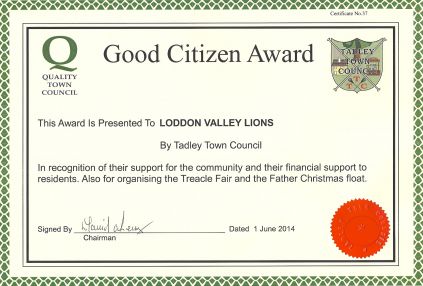 Certificate No.37
Q
QUALITY
TOWN
COUNCIL
Good Citizen Award
TADLEY
TOWN
COUNCIL
T T C
This Award Is Presented To LODDON VALLEY LIONS
By Tadley Town Council
In recognition of their support for the community and their financial support to
residents. Also for organising the Treacle Fair and the Father Christmas float.
Signed By
Dated 1 June 2014
Chairman